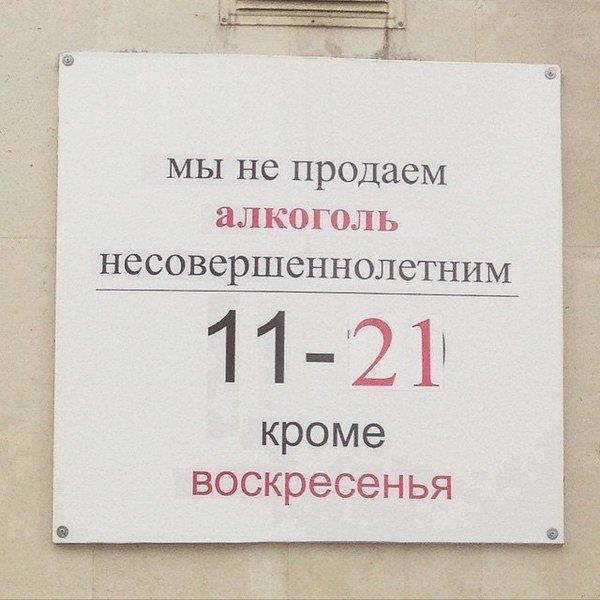 мы не продаем
алкоголь
несовершеннолетним
11-21
кроме
воскресенья